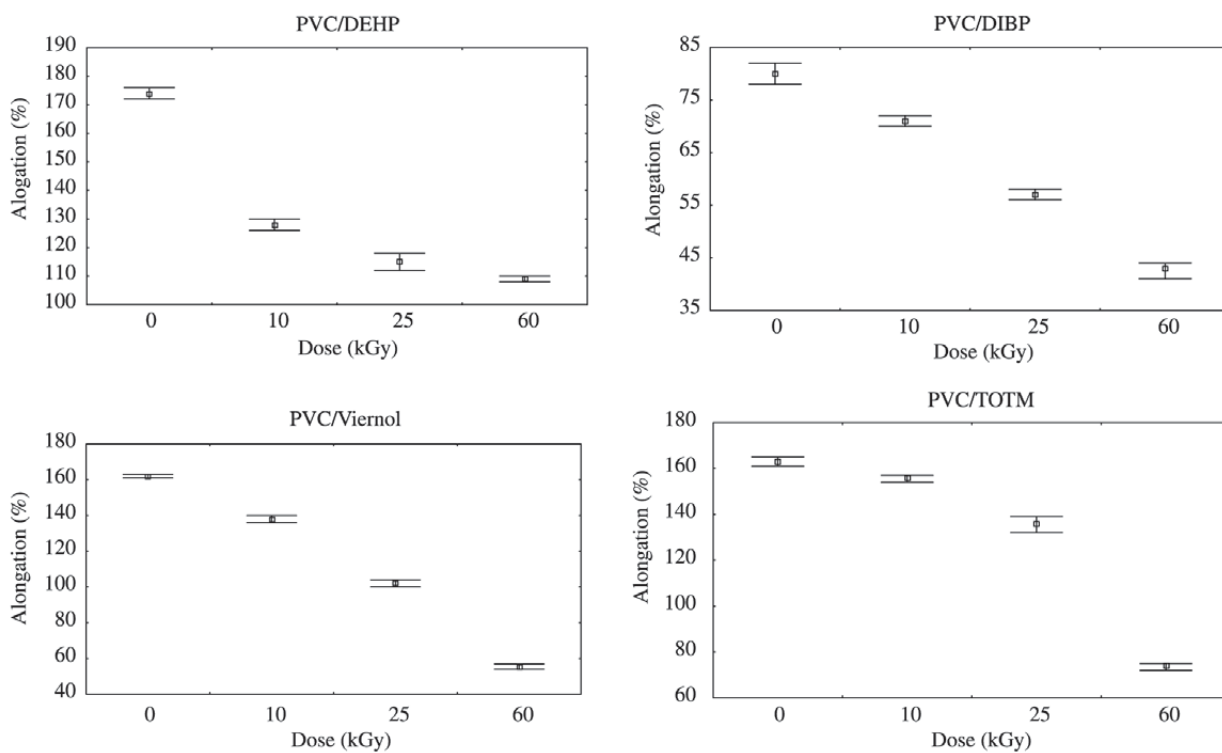 PVC/DEHP
Alogation (%)
190
180
170
160
150
140
130
120
110
100
0 10 25 60
Dose (kGy)
PVC/DIBP
Alongation (%)
85
75
65
55
45
35
0 10 25 60
Dose (kGy)
PVC/Viernol
Alongation (%)
180
160
140
120
100
80
60
40
0 10 25 60
Dose (kGy)
PVC/TOTM
Alongation (%)
180
160
140
120
100
80
60
0 10 25 60
Dose (kGy)